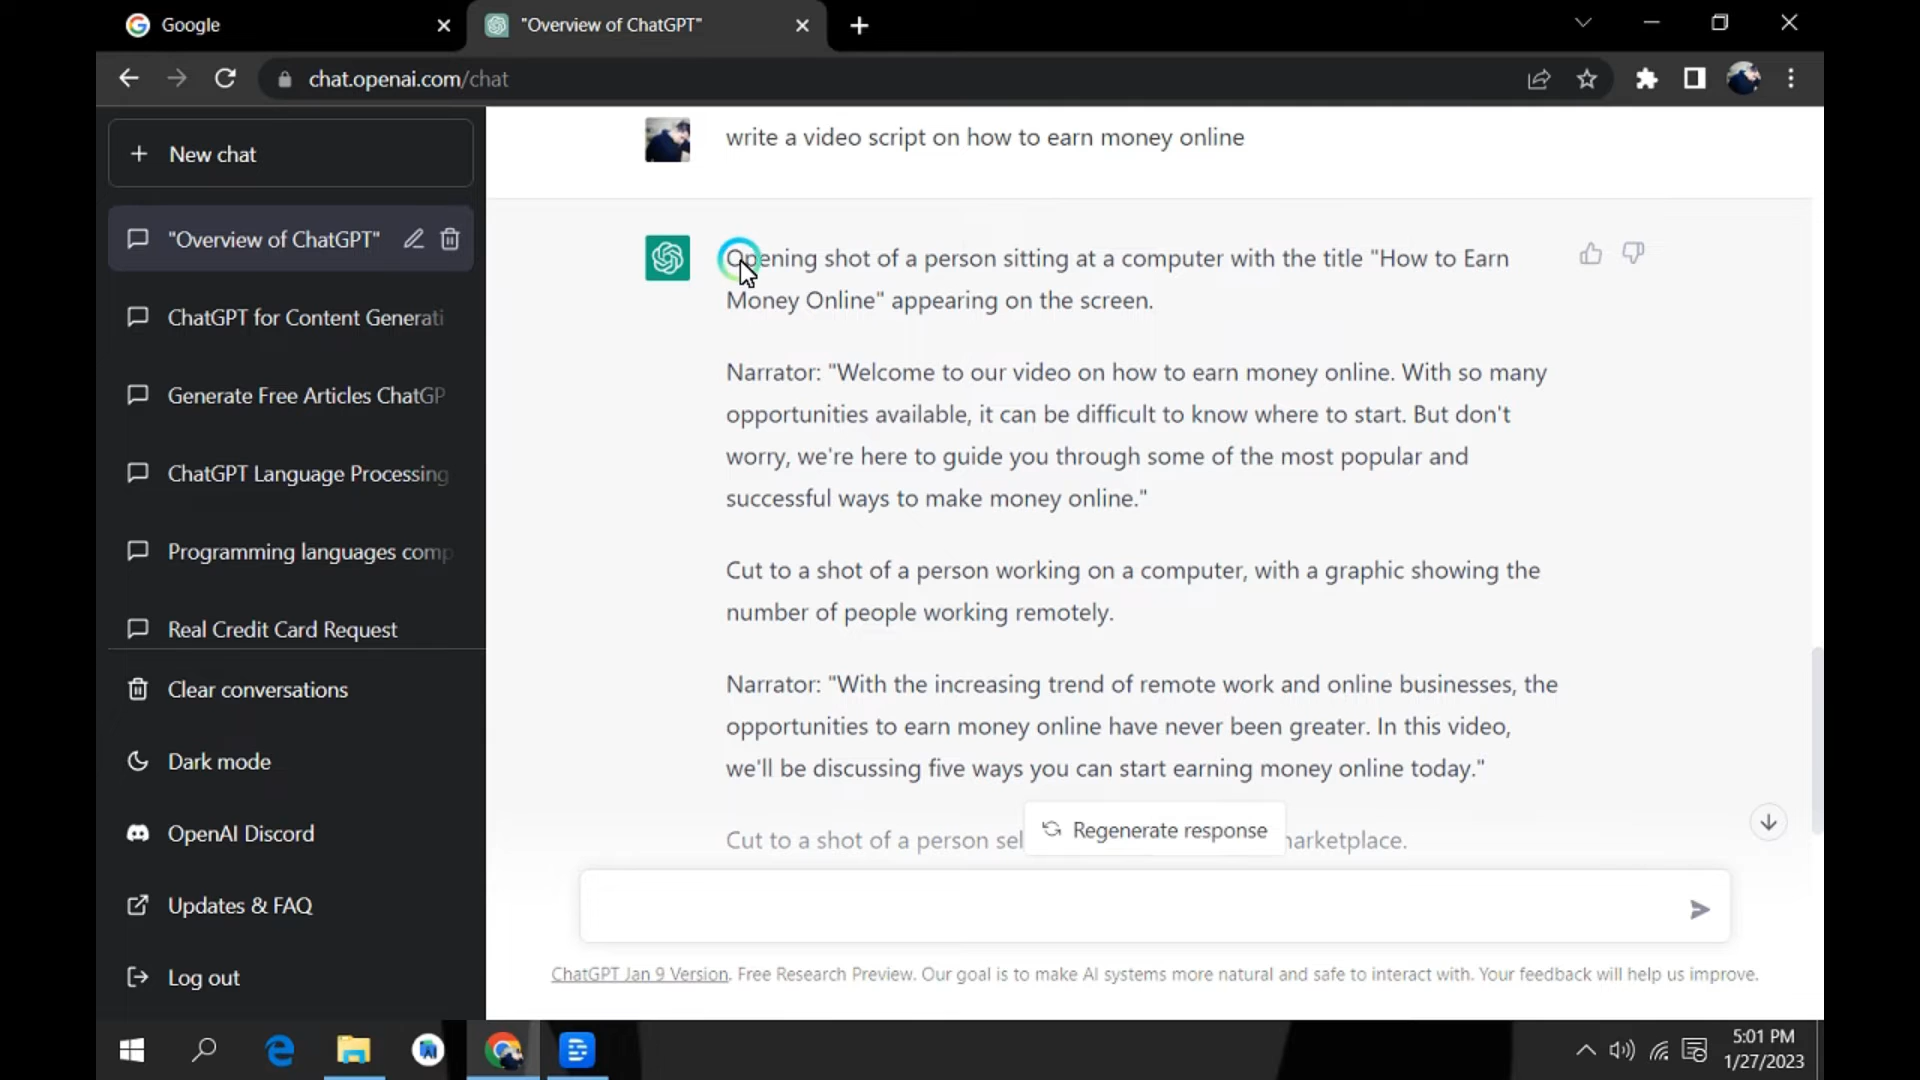 Google
"Overview of ChatGPT"
chat.openai.com/chat
New chat
"Overview of ChatGPT"
ChatGPT for Content Generati
Generate Free Articles ChatGP
ChatGPT Language Processing
Programming languages comp
Real Credit Card Request
Clear conversations
Dark mode
OpenAI Discord
Updates & FAQ
Log out
write a video script on how to earn money online
Opening shot of a person sitting at a computer with the title "How to Earn
Money Online" appearing on the screen.
Narrator: "Welcome to our video on how to earn money online. With so many
opportunities available, it can be difficult to know where to start. But don't
worry, we're here to guide you through some of the most popular and
successful ways to make money online."
Cut to a shot of a person working on a computer, with a graphic showing the
number of people working remotely.
Narrator: "With the increasing trend of remote work and online businesses, the
opportunities to earn money online have never been greater. In this video,
we'll be discussing five ways you can start earning money online today."
Cut to a shot of a person sel arketplace.
Regenerate response
ChatGPT Jan 9 Version. Free Research Preview. Our goal is to make AI systems more natural and safe to interact with. Your feedback will help us improve.
5:01 PM
1/27/2023